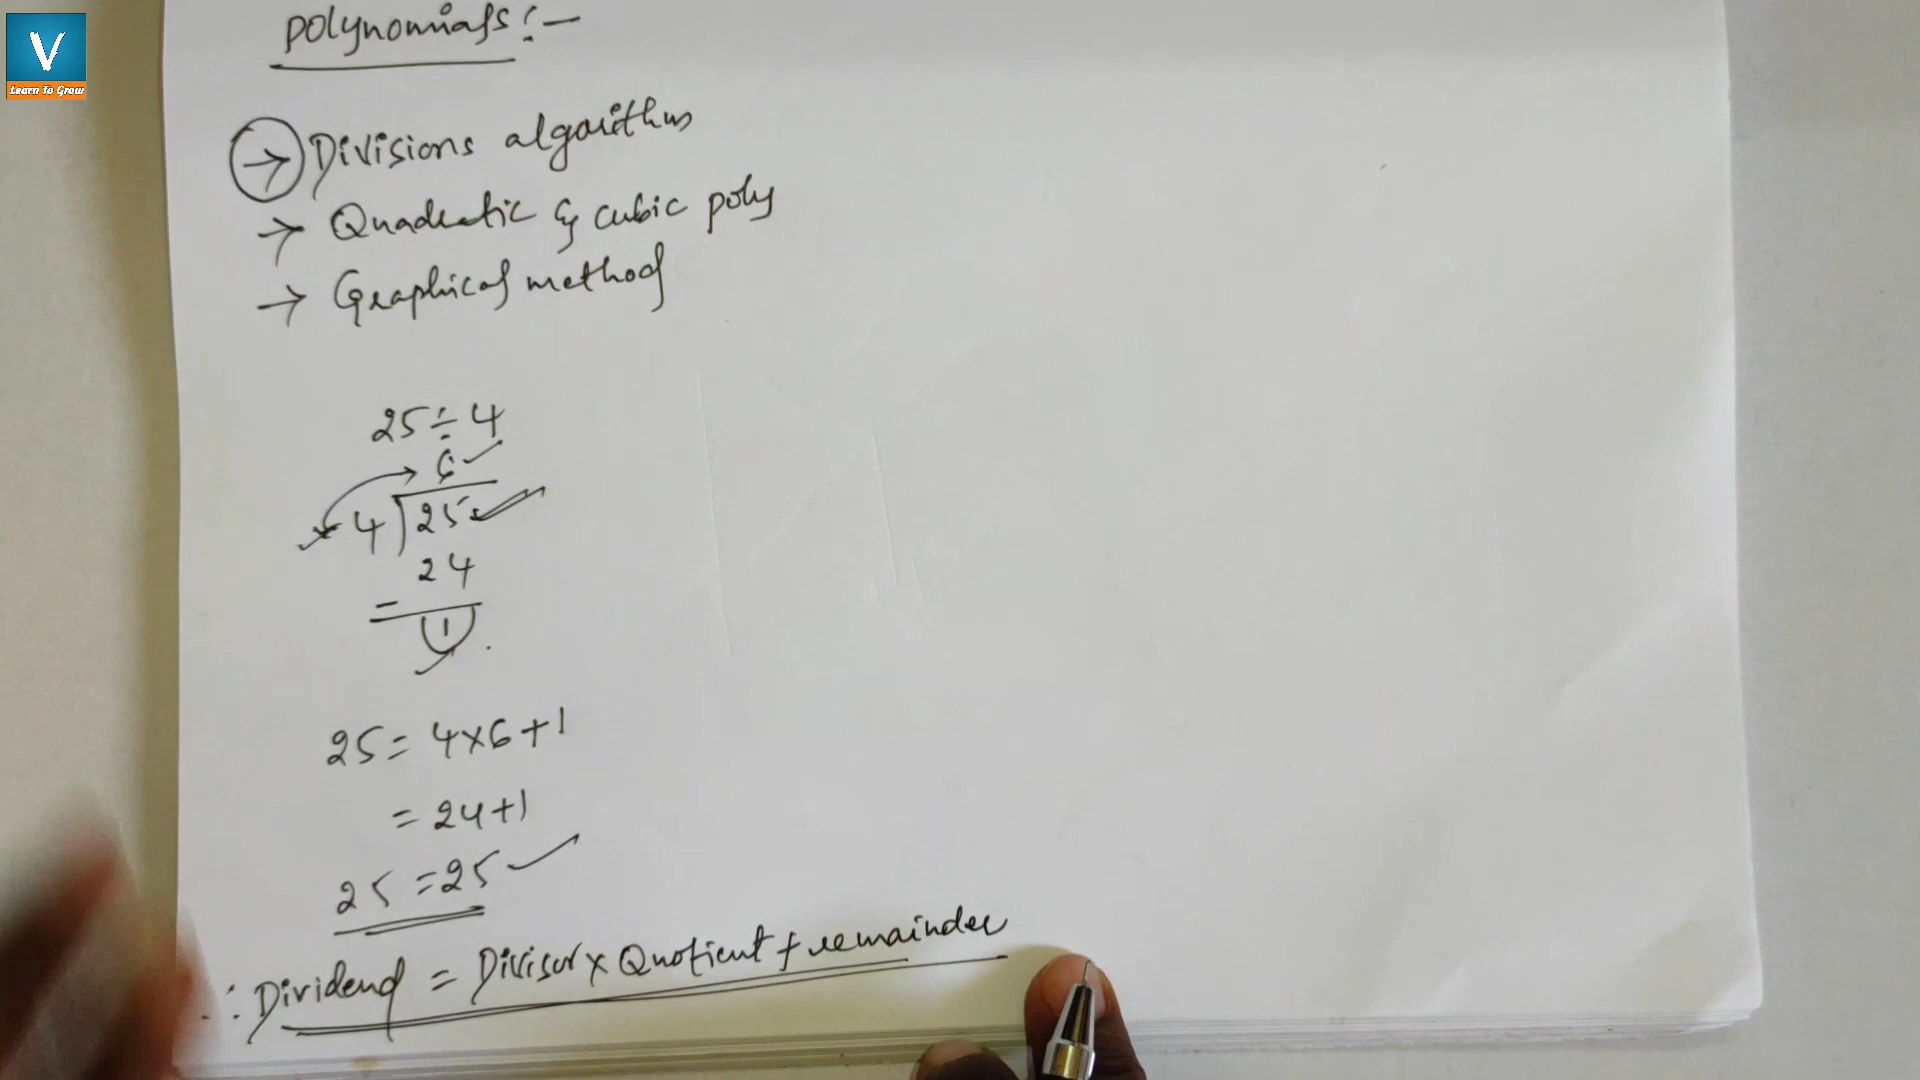 V
Learn To Grow
Polynomials:-
→ Divisions algorithm
→ Quadratic & cubic poly
→ Graphical method
25÷4
6
4)25
24
1
25=4×6+1
=24+1
25=25
∴ Dividend = Divisor × Quotient + remainder